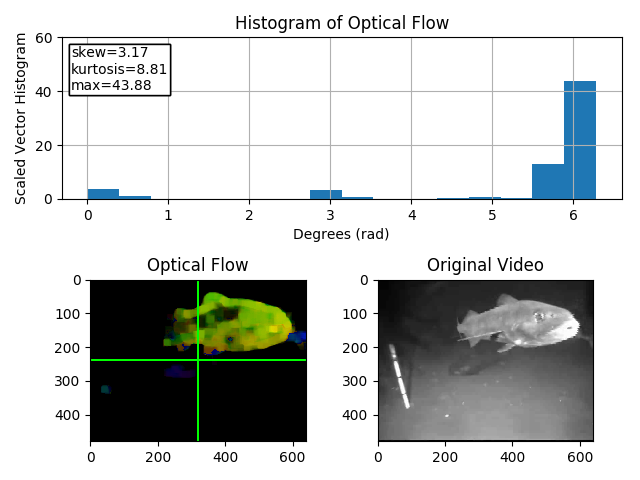 Histogram of Optical Flow
60
40
20
0
Scaled Vector Histogram
skew=3.17
kurtosis=8.81
max=43.88
0 1 2 3 4 5 6
Degrees (rad)
Optical Flow
0
100
200
300
400
0 200 400 600
Original Video
0
100
200
300
400
0 200 400 600